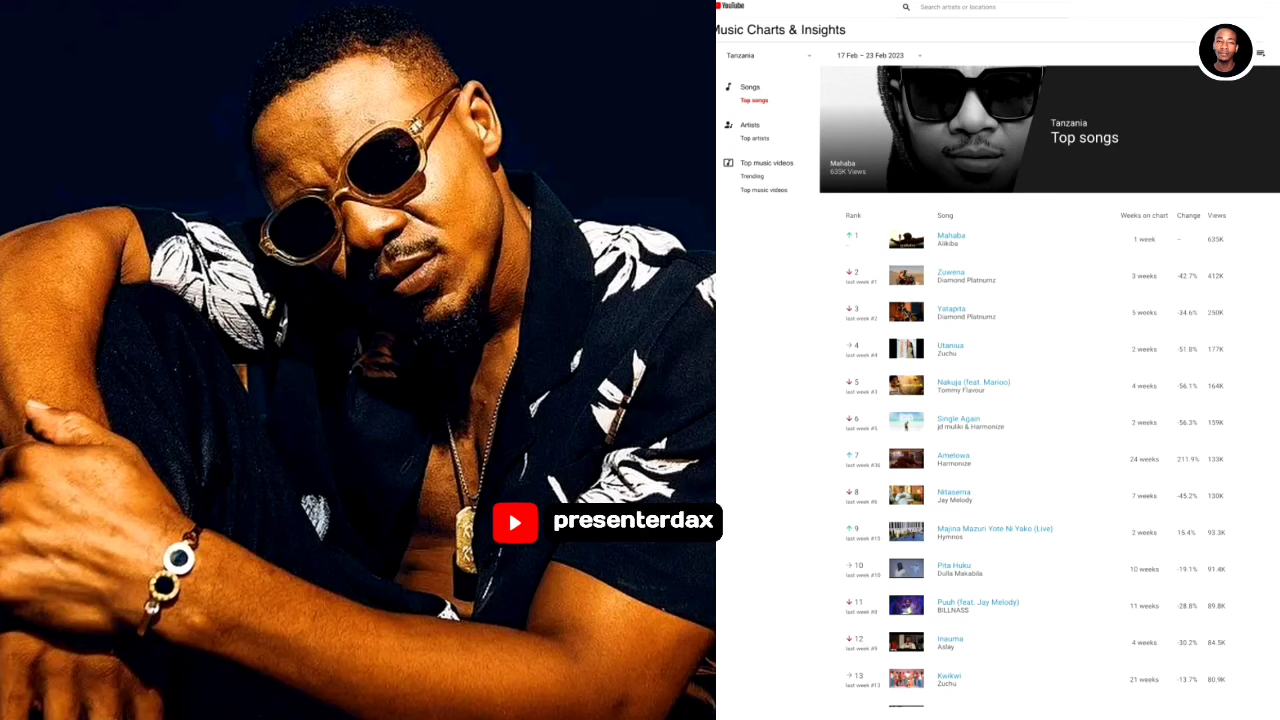 YouTube
Search artists or locations
Music Charts & Insights
Tanzania
17 Feb – 23 Feb 2023
Songs
Top songs
Artists
Top artists
Top music videos
Trending
Top music videos
Mahaba
635K Views
Tanzania
Top songs
presenterdax
Rank Song Weeks on chart Change Views
1 Mahaba 1 week – 635K
– Alikiba
2 Zuwena 3 weeks -42.7% 412K
last week #1 Diamond Platnumz
3 Yatapita 5 weeks -34.6% 250K
last week #2 Diamond Platnumz
4 Utaniua 2 weeks -51.8% 177K
last week #4 Zuchu
5 Nakuja (feat. Marioo) 4 weeks -56.1% 164K
last week #3 Tommy Flavour
6 Single Again 2 weeks -56.3% 159K
last week #5 jd muliki & Harmonize
7 Amelowa 24 weeks 211.9% 133K
last week #36 Harmonize
8 Nitasema 7 weeks -45.2% 130K
last week #6 Jay Melody
9 Majina Mazuri Yote Ni Yako (Live) 2 weeks 15.4% 93.3K
last week #15 Hymnos
10 Pita Huku 10 weeks -19.1% 91.4K
last week #10 Dulla Makabila
11 Puuh (feat. Jay Melody) 11 weeks -28.8% 89.8K
last week #8 BILLNASS
12 Inauma 4 weeks -30.2% 84.5K
last week #9 Aslay
13 Kwikwi 21 weeks -13.7% 80.9K
last week #13 Zuchu